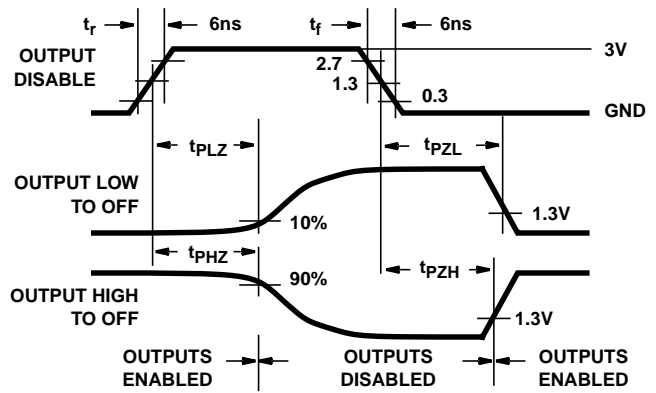 tr 6ns tf 6ns
OUTPUT
DISABLE
3V
2.7
1.3
0.3
GND
tPLZ tPZL
OUTPUT LOW
TO OFF
10%
1.3V
tPHZ tPZH
OUTPUT HIGH
TO OFF
90%
1.3V
OUTPUTS
ENABLED
OUTPUTS
DISABLED
OUTPUTS
ENABLED